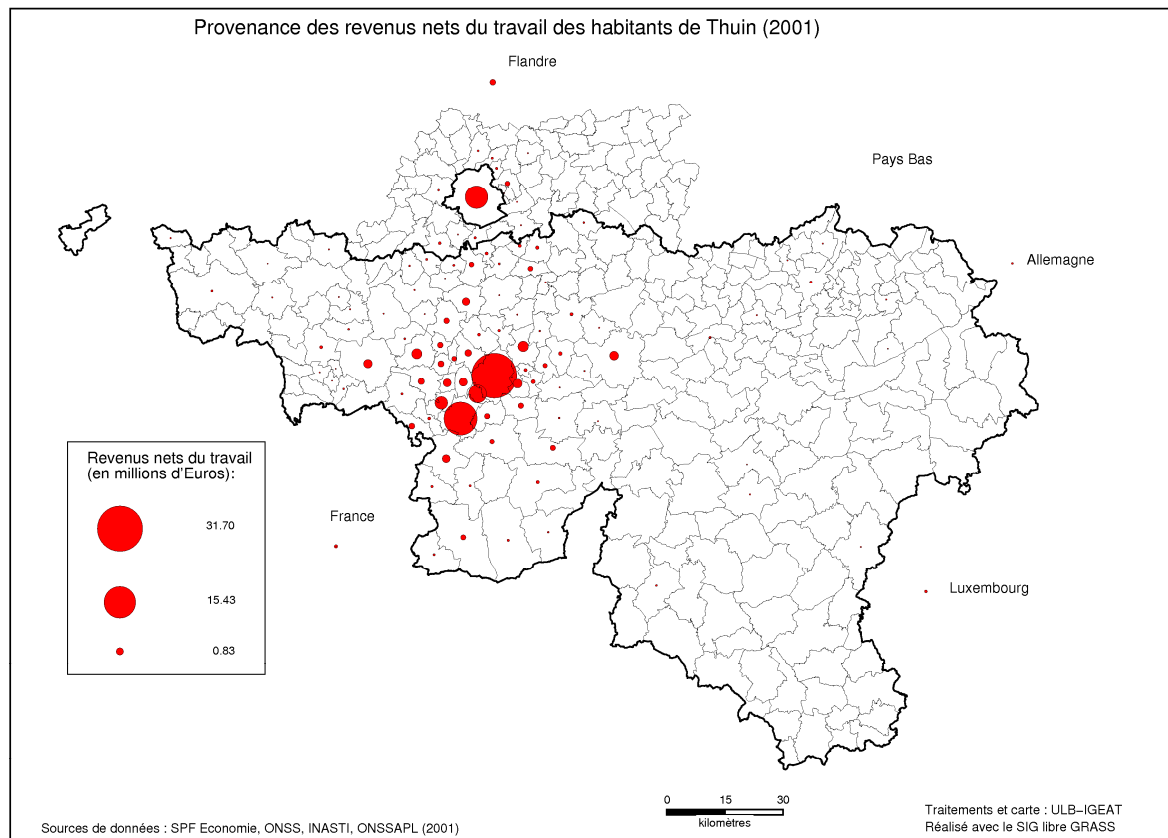 Provenance des revenus nets du travail des habitants de Thuin (2001)
Flandre
Pays Bas
Allemagne
Revenus nets du travail
(en millions d'Euros):
31.70
15.43
0.83
France
Luxembourg
0 15 30
kilomètres
Sources de données : SPF Economie, ONSS, INASTI, ONSSAPL (2001)
Traitements et carte : ULB–IGEAT
Réalisé avec le SIG libre GRASS